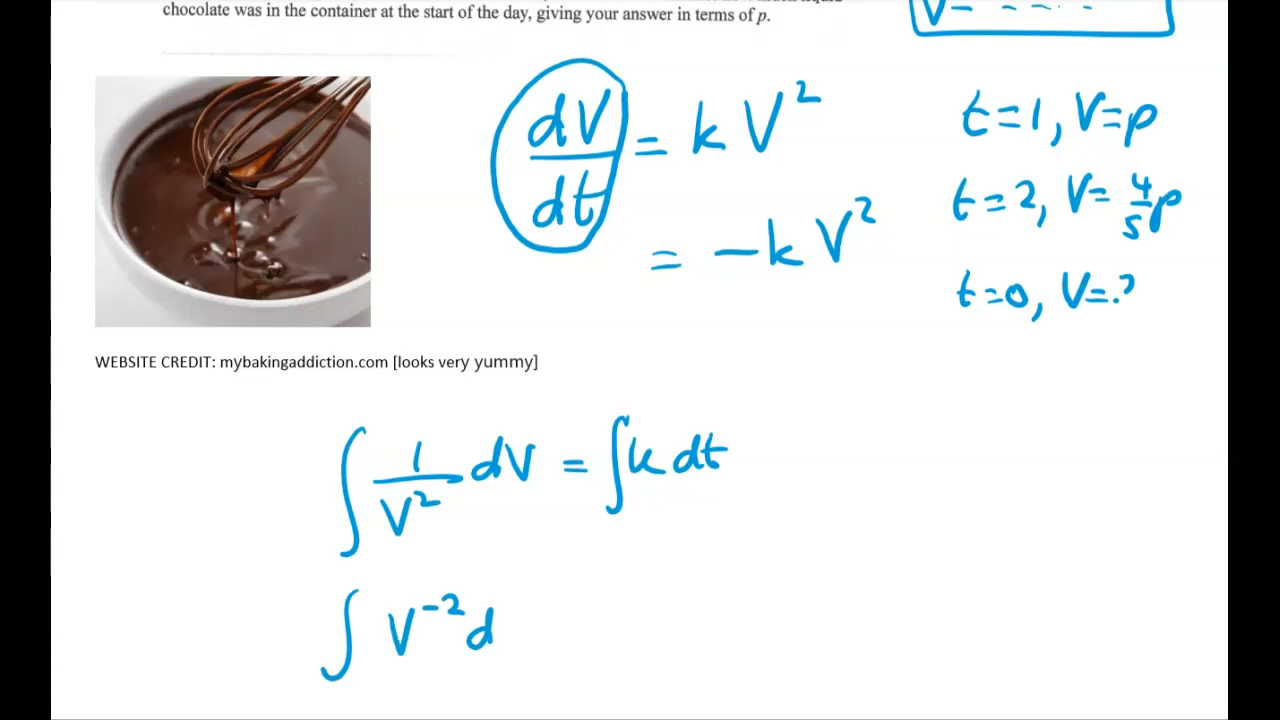 chocolate was in the container at the start of the day, giving your answer in terms of p.
V= .....
dV/dt = kV²
= -kV²
t=1, V=p
t=2, V= 4/5 p
t=0, V=?
WEBSITE CREDIT: mybakingaddiction.com [looks very yummy]
∫ 1/V² dV = ∫k dt
∫ V⁻² d